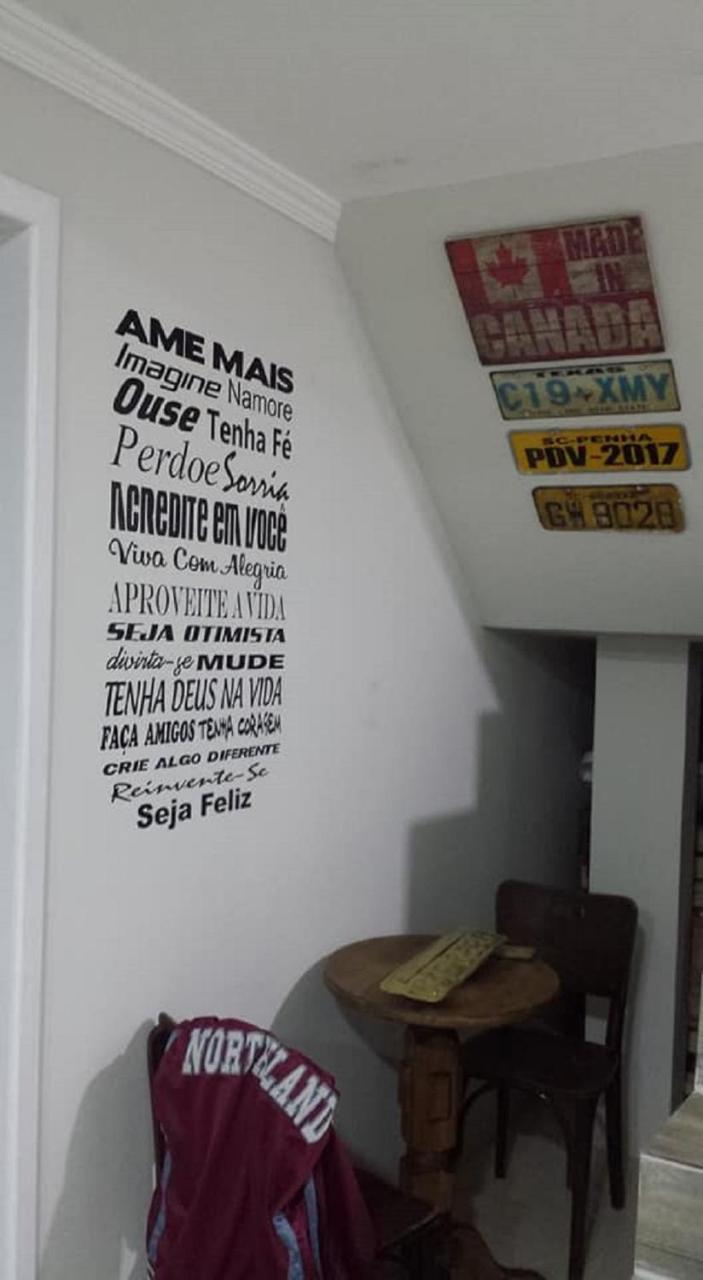 AME MAIS
Imagine Namore
Ouse Tenha Fé
Perdoe Sorria
ACREDITE EM VOCÊ
Viva Com Alegria
APROVEITE A VIDA
SEJA OTIMISTA
divirta-se MUDE
TENHA DEUS NA VIDA
FAÇA AMIGOS TENHA CORAGEM
CRIE ALGO DIFERENTE
Reinvente-Se
Seja Feliz
MADE
IN
CANADA
TEXAS
C19 XMY
SC-PENHA
PDV-2017
GW 8028
NORTHLAND